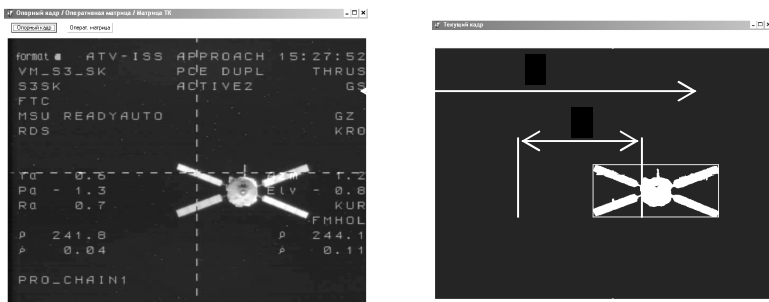 Опорный кадр / Оперативная матрица / Матрица ТК
Опорный кадр Операт. матрица
format ATV-ISS APPROACH 15:27:52
VM_S3_SK PCE DUPL THRUS
S3SK ACTIVE2 GS
FTC
MSU READYAUTO GZ
RDS KRO
Ya 0.6 1.2
Pa - 1.3 Elv - 0.8
Ra 0.7 KUR
FMHOL
ρ 241.8 ρ 244.1
ρ̇ 0.04 ρ̇ - 0.11
PRO_CHAIN1
Текущий кадр